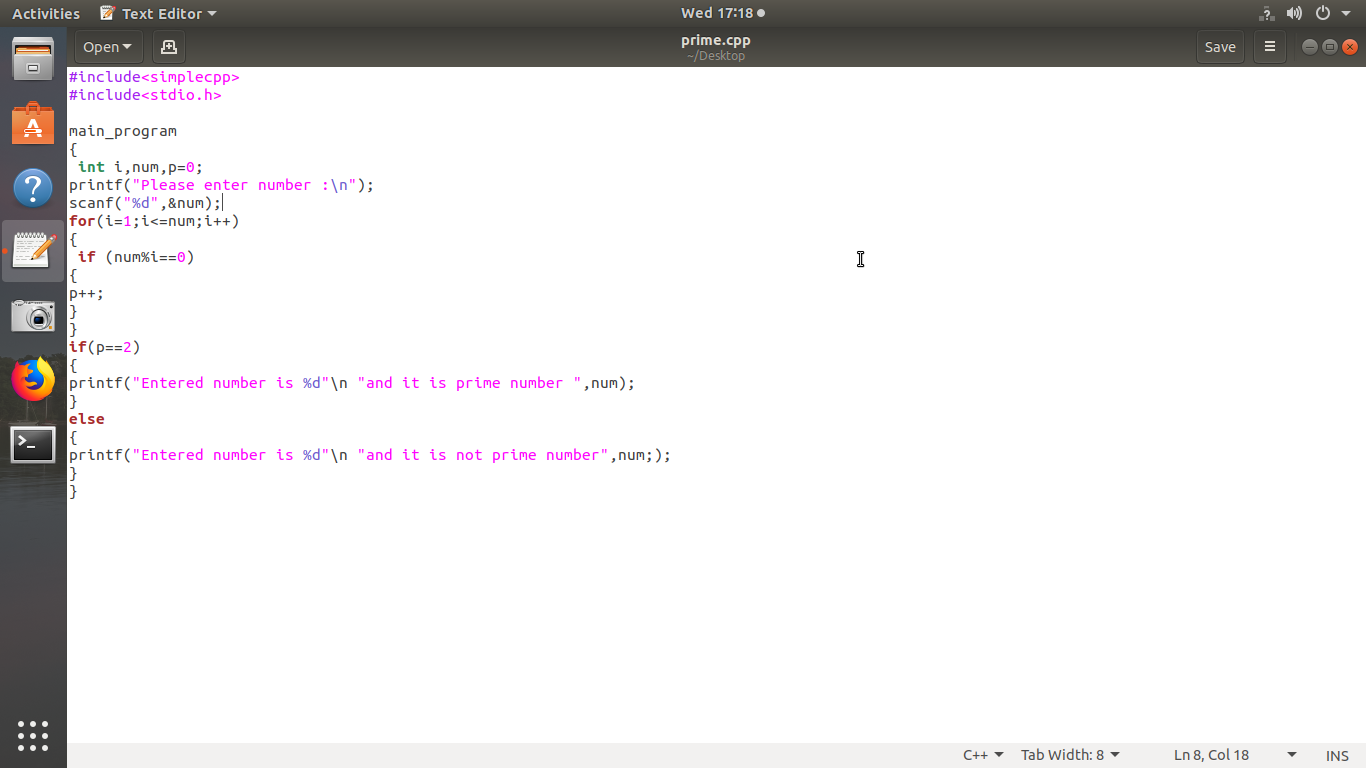 Activities Text Editor Wed 17:18
Open prime.cpp Save
~/Desktop
#include<simplecpp>
#include<stdio.h>
main_program
{
 int i,num,p=0;
printf("Please enter number :\n");
scanf("%d",&num);
for(i=1;i<=num;i++)
{
 if (num%i==0)
{
p++;
}
}
if(p==2)
{
printf("Entered number is %d"\n "and it is prime number ",num);
}
else
{
printf("Entered number is %d"\n "and it is not prime number",num;);
}
}
C++ Tab Width: 8 Ln 8, Col 18 INS